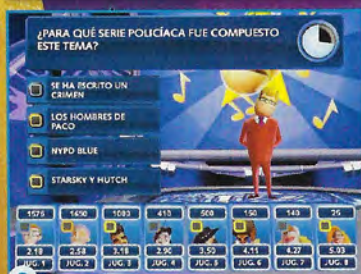 ¿PARA QUÉ SERIE POLICÍACA FUE COMPUESTO
ESTE TEMA?
SE HA ESCRITO UN
CRIMEN
LOS HOMBRES DE
PACO
NYPD BLUE
STARSKY Y HUTCH
1575 1650 1003 410 500 150 140 25
2.18 2.58 3.18 2.90 3.50 4.11 4.27 5.03
JUG. 1 JUG. 2 JUG. 3 JUG. 4 JUG. 5 JUG. 6 JUG. 7 JUG. 8